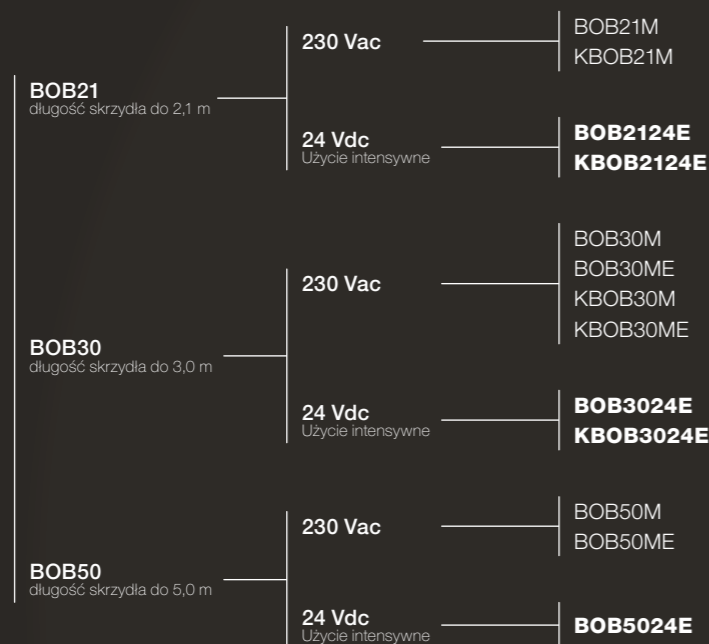 BOB21
długość skrzydła do 2,1 m
230 Vac
BOB21M
KBOB21M
24 Vdc
Użycie intensywne
BOB2124E
KBOB2124E
BOB30
długość skrzydła do 3,0 m
230 Vac
BOB30M
BOB30ME
KBOB30M
KBOB30ME
24 Vdc
Użycie intensywne
BOB3024E
KBOB3024E
BOB50
długość skrzydła do 5,0 m
230 Vac
BOB50M
BOB50ME
24 Vdc
Użycie intensywne
BOB5024E